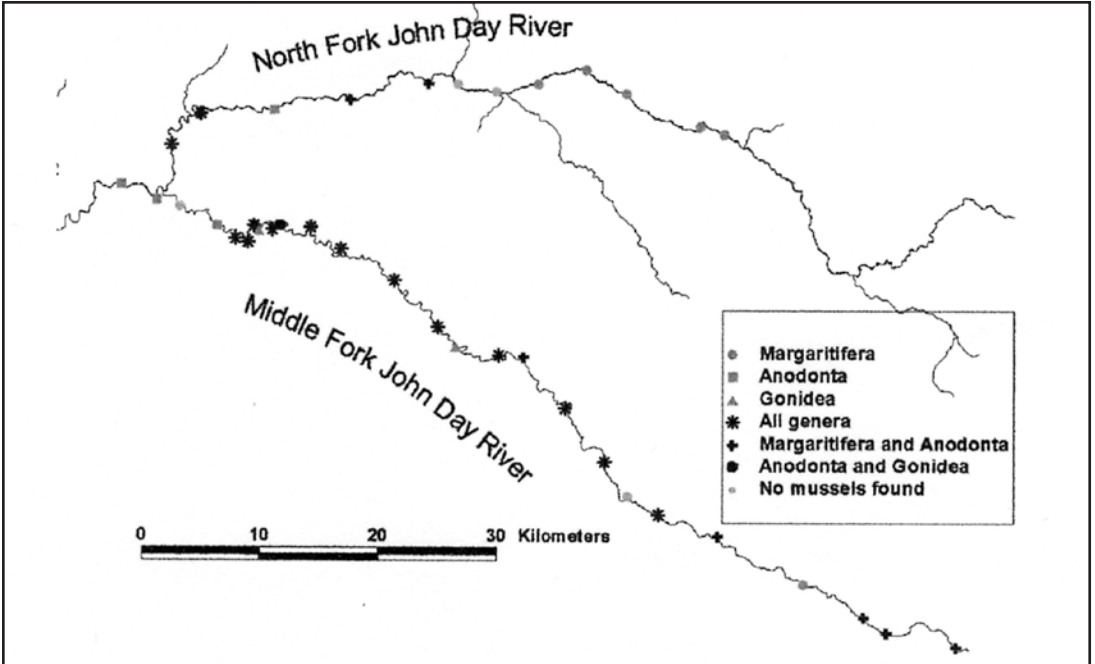 North Fork John Day River
Middle Fork John Day River
Margaritifera
Anodonta
Gonidea
All genera
Margaritifera and Anodonta
Anodonta and Gonidea
No mussels found
0 10 20 30 Kilometers